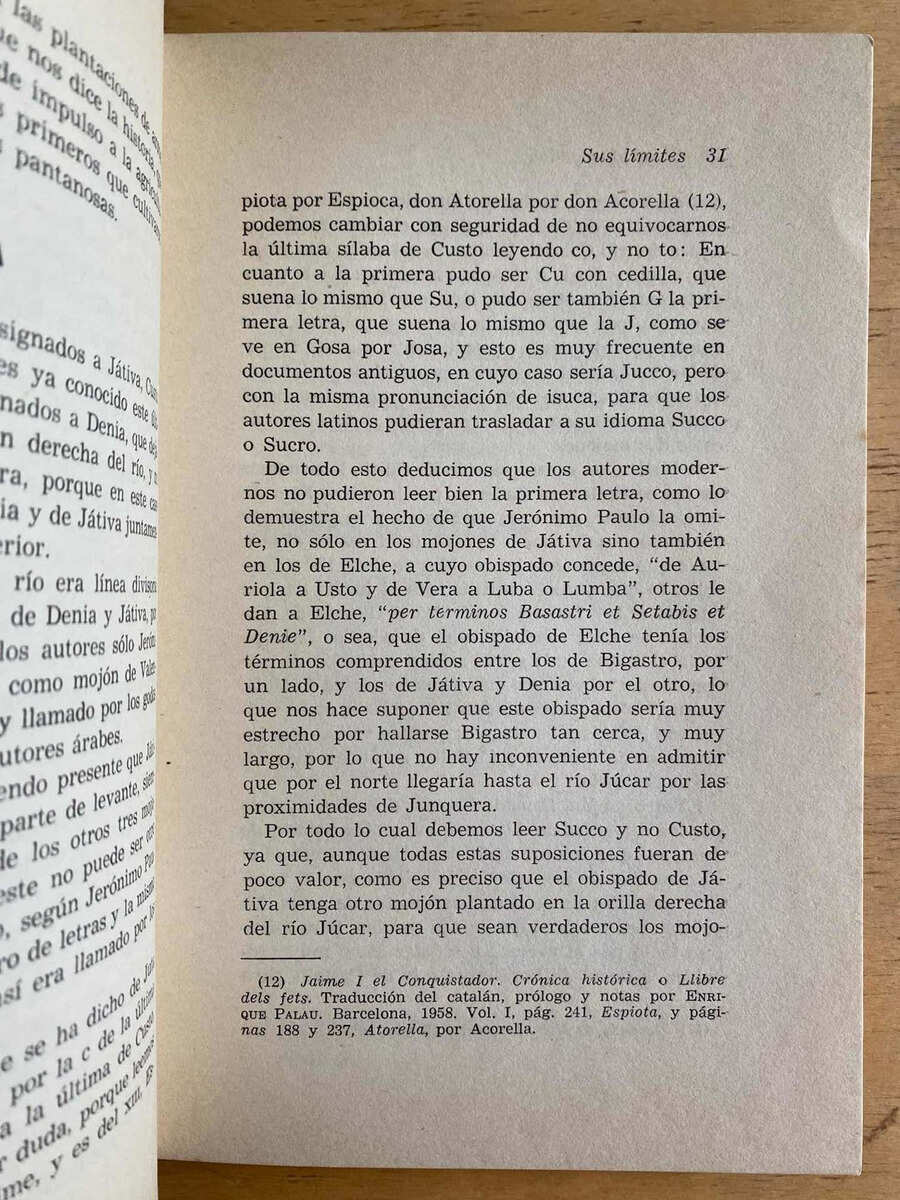 las plantaciones de
nos dice la historia,
de impulso a la
primeros que
pantanosas.
signados a Játiva,
es ya conocido este
nados a Denia, que
n derecha del río, y
ra, porque en este
ia y de Játiva
erior.
río era línea
de Denia y Játiva,
los autores sólo
como mojón de
y llamado por los
utores árabes.
endo presente que
parte de levante,
de los otros tres
este no puede ser
, según Jerónimo
ro de letras y la
así era llamado por
e se ha dicho de
por la c de la
a la última de Custo
r duda, porque
me, y es del XIII,
Sus límites 31
piota por Espioca, don Atorella por don Acorella (12),
podemos cambiar con seguridad de no equivocarnos
la última sílaba de Custo leyendo co, y no to: En
cuanto a la primera pudo ser Cu con cedilla, que
suena lo mismo que Su, o pudo ser también G la pri-
mera letra, que suena lo mismo que la J, como se
ve en Gosa por Josa, y esto es muy frecuente en
documentos antiguos, en cuyo caso sería Jucco, pero
con la misma pronunciación de isuca, para que los
autores latinos pudieran trasladar a su idioma Succo
o Sucro.
De todo esto deducimos que los autores moder-
nos no pudieron leer bien la primera letra, como lo
demuestra el hecho de que Jerónimo Paulo la omi-
te, no sólo en los mojones de Játiva sino también
en los de Elche, a cuyo obispado concede, “de Au-
riola a Usto y de Vera a Luba o Lumba”, otros le
dan a Elche, “per terminos Basastri et Setabis et
Denie”, o sea, que el obispado de Elche tenía los
términos comprendidos entre los de Bigastro, por
un lado, y los de Játiva y Denia por el otro, lo
que nos hace suponer que este obispado sería muy
estrecho por hallarse Bigastro tan cerca, y muy
largo, por lo que no hay inconveniente en admitir
que por el norte llegaría hasta el río Júcar por las
proximidades de Junquera.
Por todo lo cual debemos leer Succo y no Custo,
ya que, aunque todas estas suposiciones fueran de
poco valor, como es preciso que el obispado de Já-
tiva tenga otro mojón plantado en la orilla derecha
del río Júcar, para que sean verdaderos los mojo-
(12) Jaime I el Conquistador. Crónica histórica o Llibre
dels fets. Traducción del catalán, prólogo y notas por ENRI-
QUE PALAU. Barcelona, 1958. Vol. I, pág. 241, Espiota, y pági-
nas 188 y 237, Atorella, por Acorella.